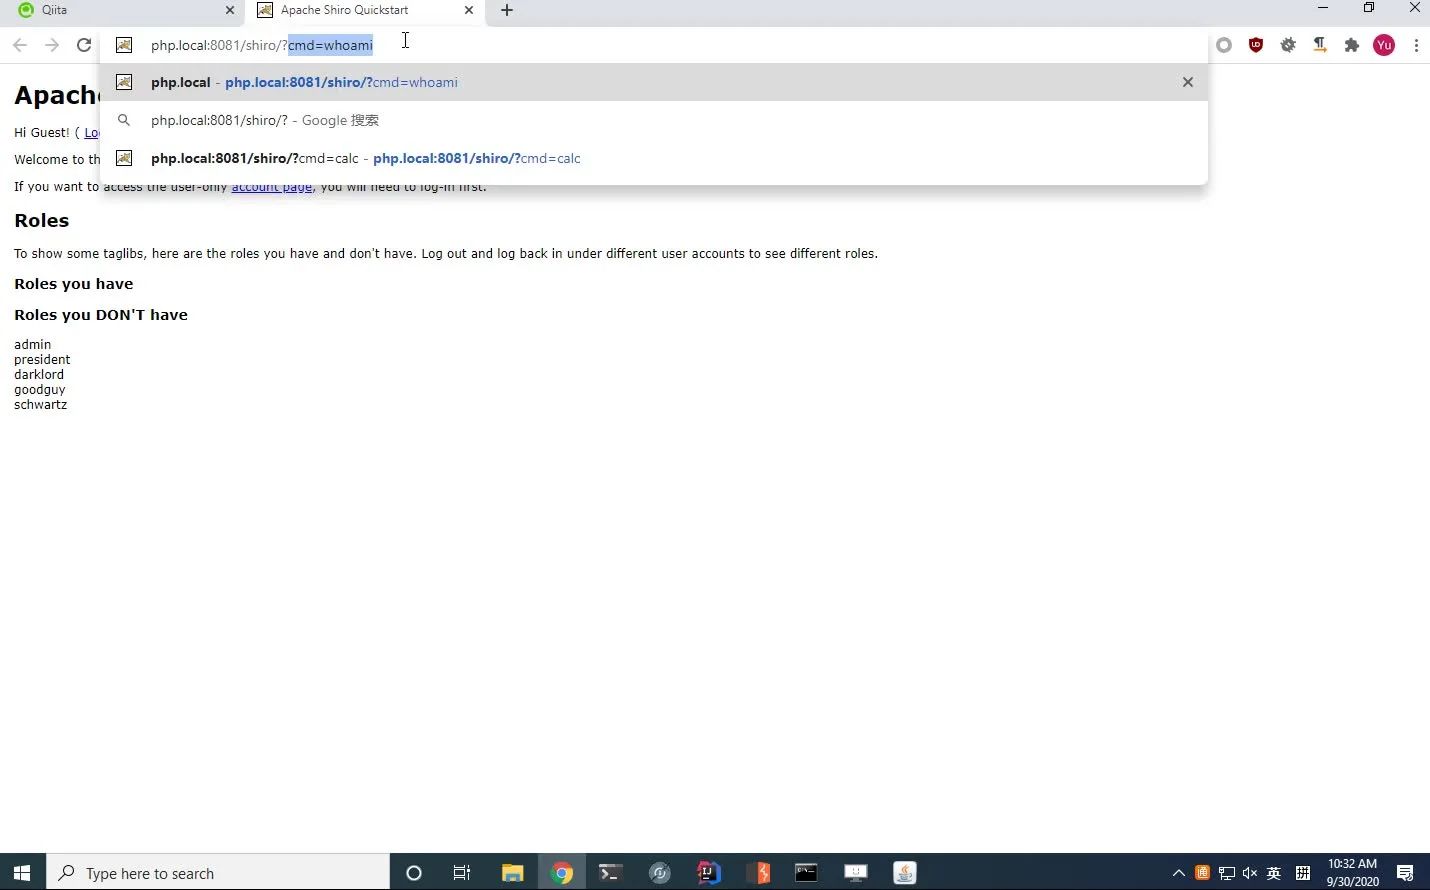 Qiita
Apache Shiro Quickstart
php.local:8081/shiro/?cmd=whoami
Yu
php.local - php.local:8081/shiro/?cmd=whoami
php.local:8081/shiro/? - Google 搜索
php.local:8081/shiro/?cmd=calc - php.local:8081/shiro/?cmd=calc
Apache
Hi Guest! ( Lo
Welcome to th
If you want to access the user-only account page, you will need to log-in first.
Roles
To show some taglibs, here are the roles you have and don't have. Log out and log back in under different user accounts to see different roles.
Roles you have
Roles you DON'T have
admin
president
darklord
goodguy
schwartz
Type here to search
英
拼
10:32 AM
9/30/2020